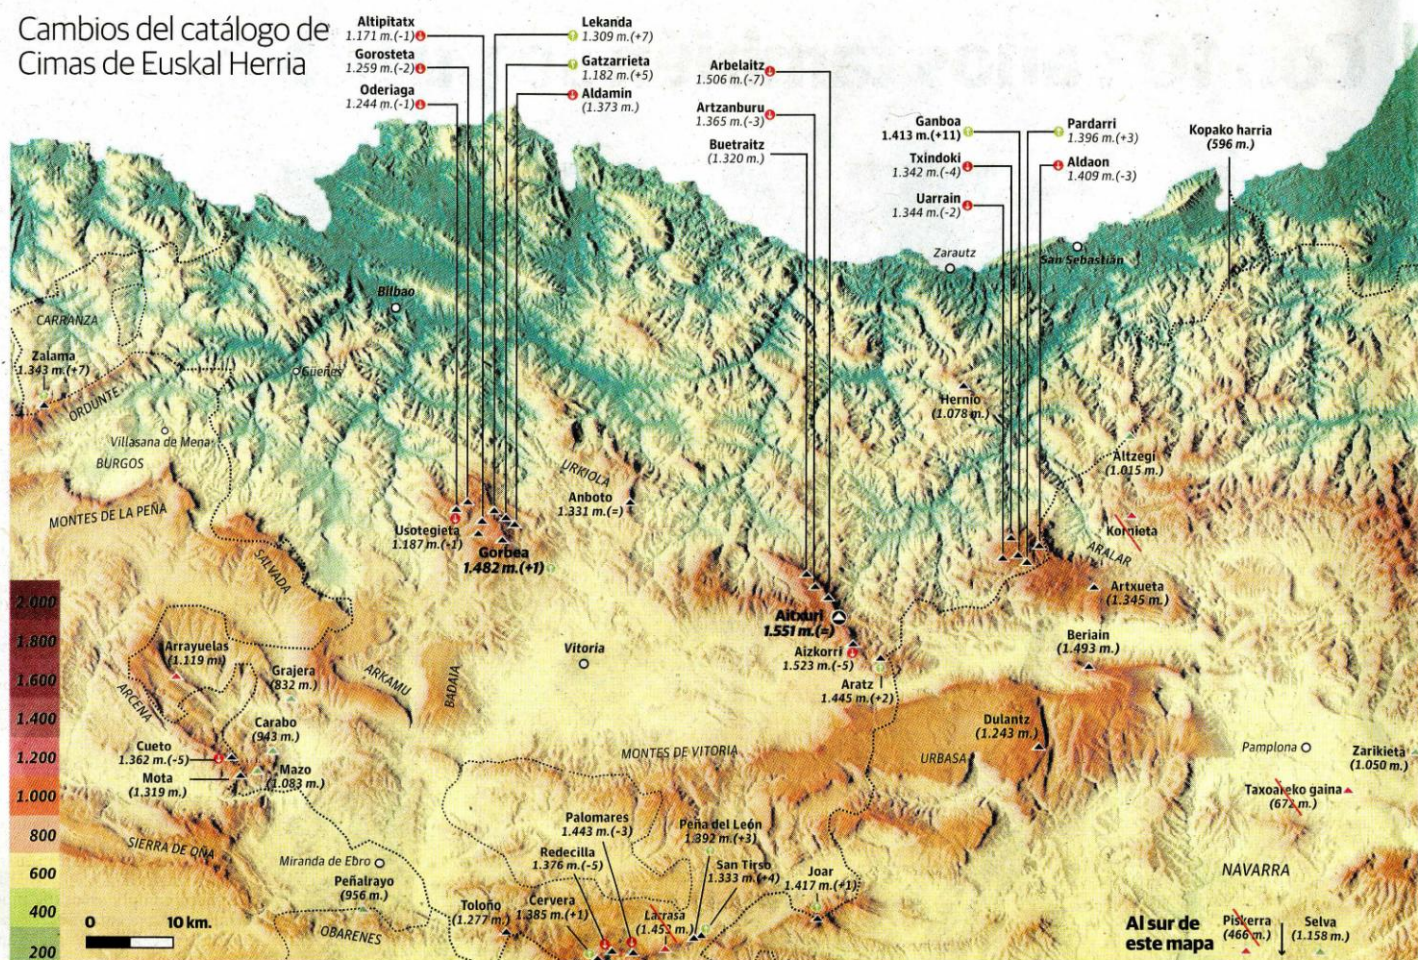 Cambios del catálogo de
Cimas de Euskal Herria
Altipitatx
1.171 m.(-1)
Gorosteta
1.259 m.(-2)
Oderiaga
1.244 m.(-1)
Lekanda
1.309 m.(+7)
Gatzarrieta
1.182 m.(+5)
Aldamin
(1.373 m.)
Arbelaitz
1.506 m.(-7)
Artzanburu
1.365 m.(-3)
Buetraitz
(1.320 m.)
Ganboa
1.413 m.(+11)
Txindoki
1.342 m.(-4)
Uarrain
1.344 m.(-2)
Pardarri
1.396 m.(+3)
Aldaon
1.409 m.(-3)
Kopako harria
(596 m.)
Zarautz
San Sebastián
Bilbao
CARRANZA
Zalama
1.343 m.(+7)
ORDUNTE
Güeñes
Villasana de Mena
BURGOS
MONTES DE LA PEÑA
SALVADA
Usotegieta
1.187 m.(-1)
Gorbea
1.482 m.(+1)
URKIOLA
Anboto
1.331 m.(=)
Hernio
(1.078 m.)
Altzegi
(1.015 m.)
Kornieta
ARALAR
Artxueta
(1.345 m.)
Beriain
(1.493 m.)
Aitxuri
1.551 m.(=)
Aizkorri
1.523 m.(-5)
Aratz
1.445 m.(+2)
2.000
1.800
1.600
1.400
1.200
1.000
800
600
400
200
Arrayuelas
(1.119 m.)
Grajera
(832 m.)
ARCENA
ARKAMU
BADAIA
Vitoria
Carabo
(943 m.)
Cueto
1.362 m.(-5)
Mota
(1.319 m.)
Mazo
(1.083 m.)
MONTES DE VITORIA
URBASA
Dulantz
(1.243 m.)
Pamplona
Zarikieta
(1.050 m.)
Taxoareko gaina
(672 m.)
SIERRA DE OÑA
Miranda de Ebro
Peñalrayo
(956 m.)
OBARENES
Toloño
(1.277 m.)
Palomares
1.443 m.(-3)
Redecilla
1.376 m.(-5)
Cervera
1.385 m.(+1)
Peña del León
1.392 m.(+3)
San Tirso
1.333 m.(+4)
Larrasa
(1.453 m.)
Joar
1.417 m.(+1)
NAVARRA
0 10 km.
Al sur de
este mapa
Piskerra
(466 m.)
Selva
(1.158 m.)